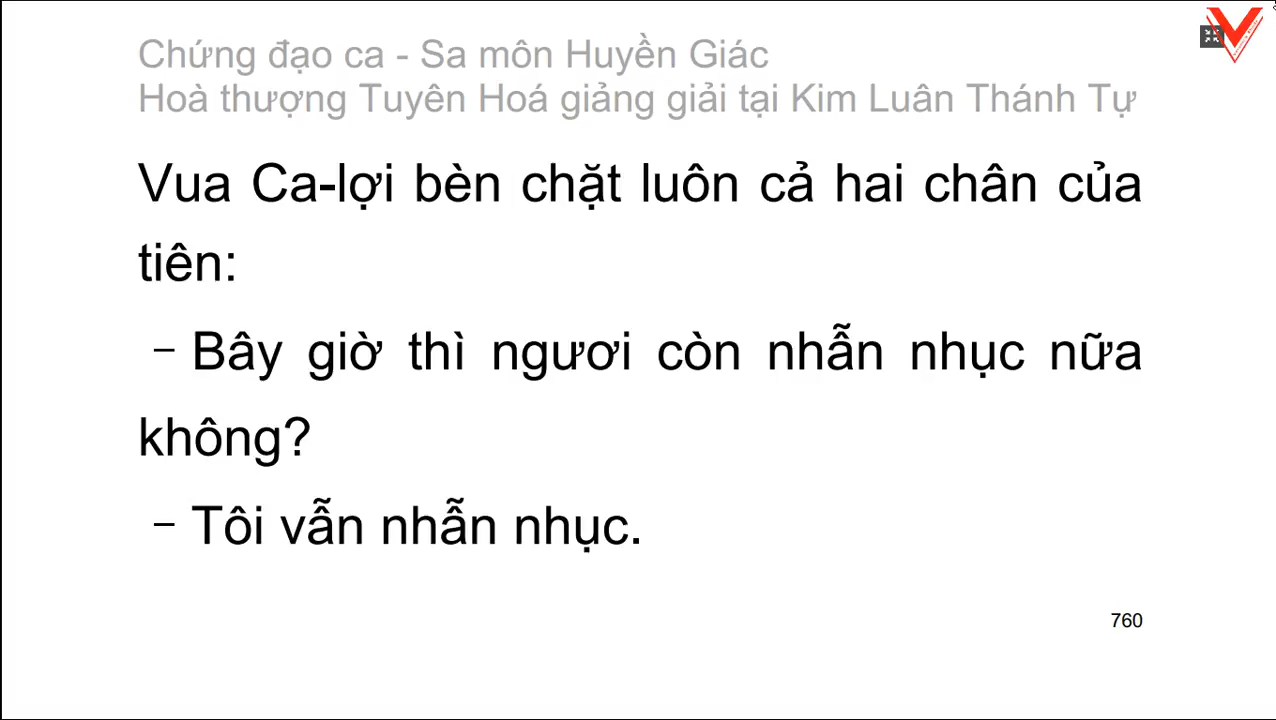 Chứng đạo ca - Sa môn Huyền Giác
Hoà thượng Tuyên Hoá giảng giải tại Kim Luân Thánh Tự
Vua Ca-lợi bèn chặt luôn cả hai chân của
tiên:
– Bây giờ thì ngươi còn nhẫn nhục nữa
không?
– Tôi vẫn nhẫn nhục.
760